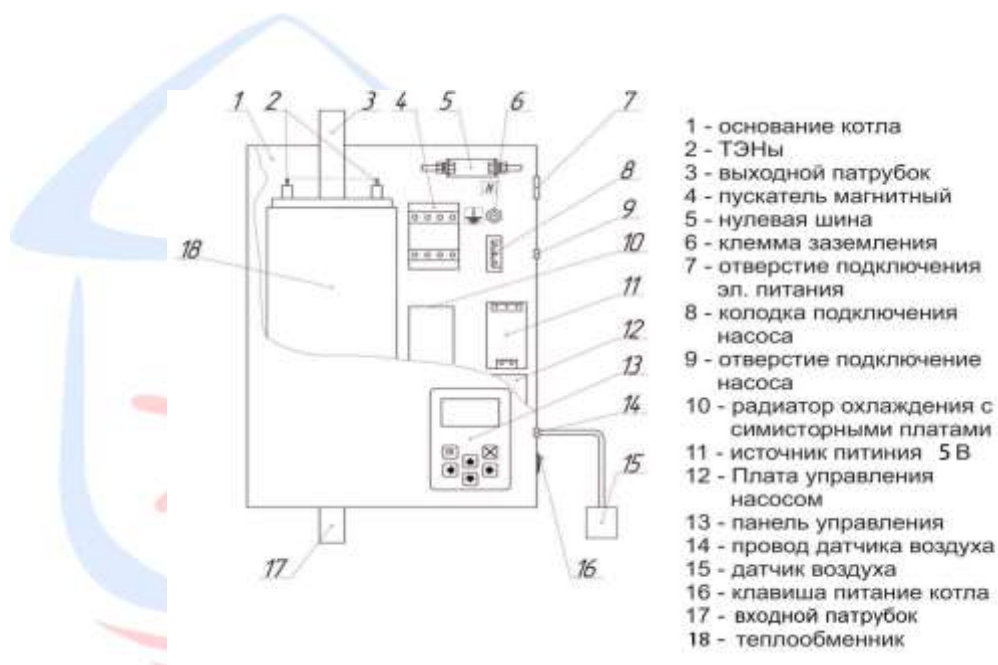 1 2 3 4 5 6 7
8
9
10
18
11
12
13
14
15
17 16
N
1 - основание котла
2 - ТЭНы
3 - выходной патрубок
4 - пускатель магнитный
5 - нулевая шина
6 - клемма заземления
7 - отверстие подключения
эл. питания
8 - колодка подключения
насоса
9 - отверстие подключение
насоса
10 - радиатор охлаждения с
симисторными платами
11 - источник питиния 5 В
12 - Плата управления
насосом
13 - панель управления
14 - провод датчика воздуха
15 - датчик воздуха
16 - клавиша питание котла
17 - входной патрубок
18 - теплообменник